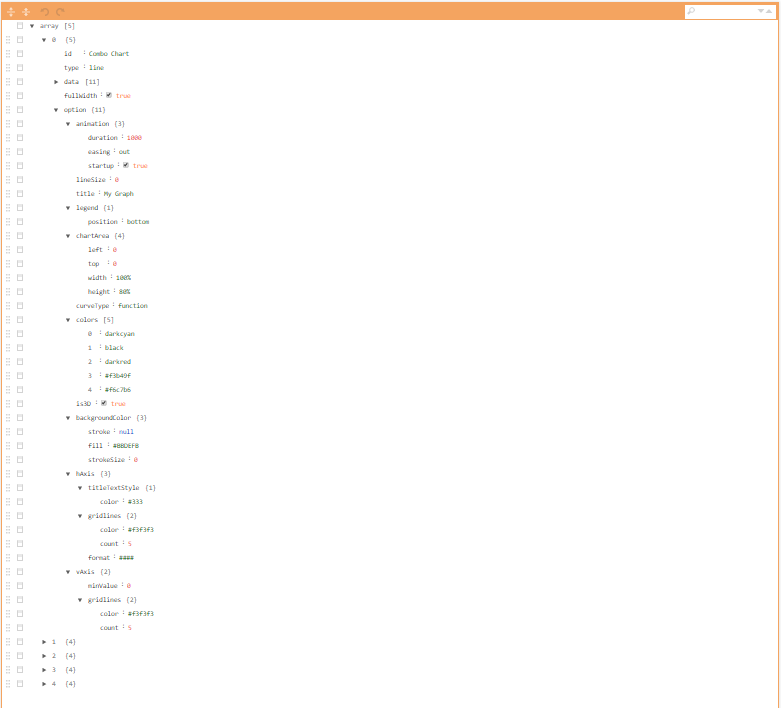 array [5]
0 {5}
id : Combo Chart
type : line
data [11]
fullWidth : true
option {11}
animation {3}
duration : 1000
easing : out
startup : true
lineSize : 0
title : My Graph
legend {1}
position : bottom
chartArea {4}
left : 0
top : 0
width : 100%
height : 80%
curveType : function
colors [5]
0 : darkcyan
1 : black
2 : darkred
3 : #f3b49f
4 : #f6c7b6
is3D : true
backgroundColor {3}
stroke : null
fill : #BBDEFB
strokeSize : 0
hAxis {3}
titleTextStyle {1}
color : #333
gridlines {2}
color : #f3f3f3
count : 5
format : ####
vAxis {2}
minValue : 0
gridlines {2}
color : #f3f3f3
count : 5
1 {4}
2 {4}
3 {4}
4 {4}